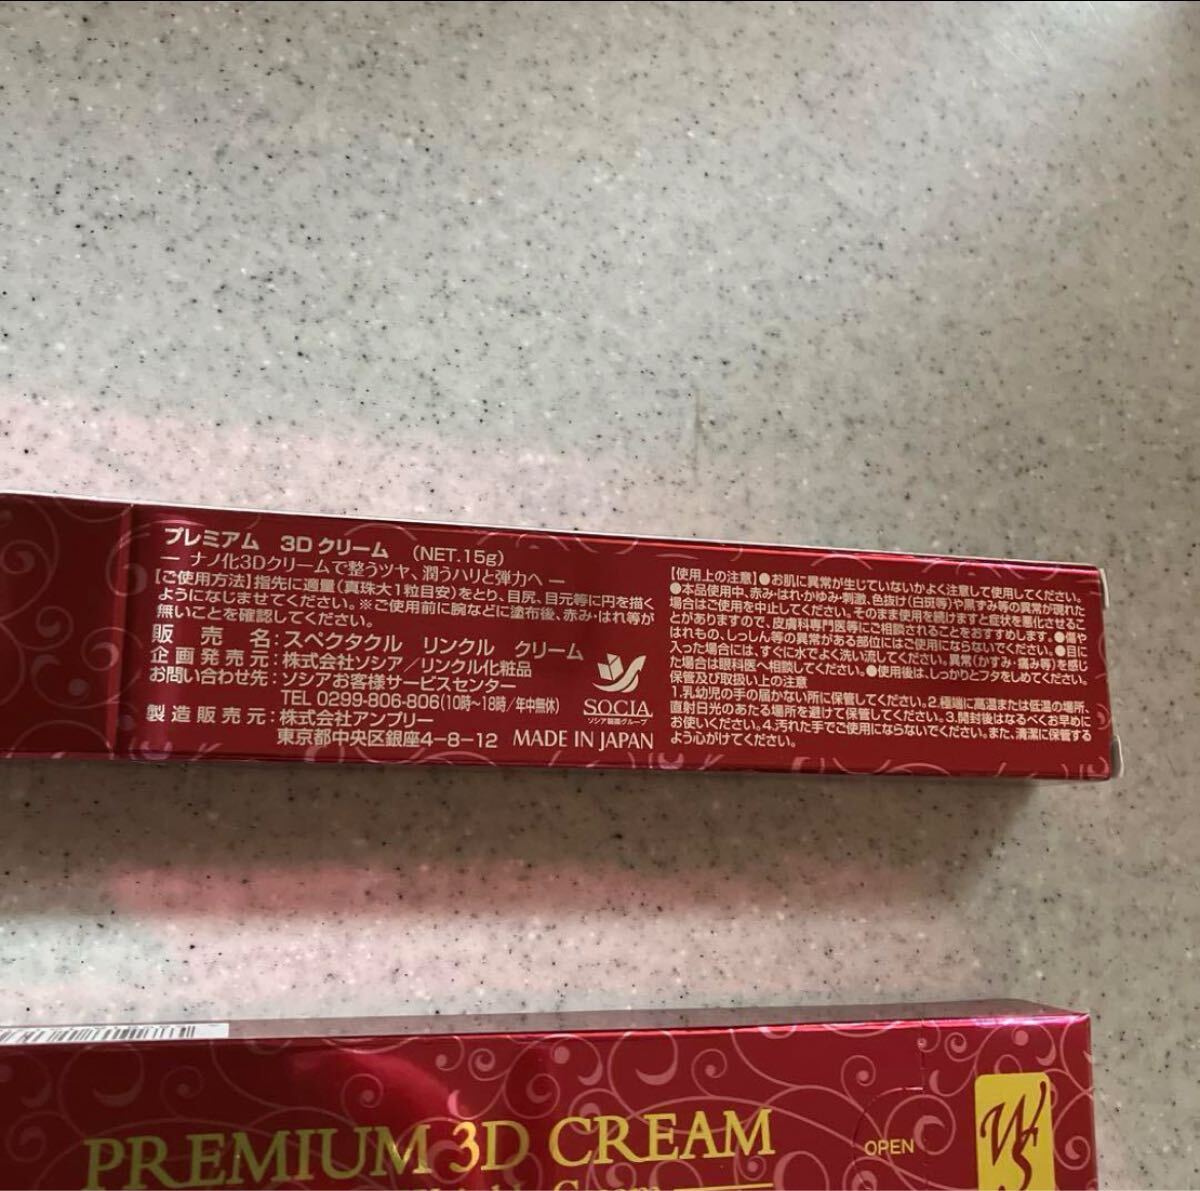 プレミアム 3Dクリーム (NET.15g)
— ナノ化3Dクリームで整うツヤ、潤うハリと弾力へ —
【ご使用方法】指先に適量(真珠大1粒目安)をとり、目尻、目元等に円を描く
ようになじませてください。※ご使用前に腕などに塗布後、赤み・はれ等が
無いことを確認してください。
販売名:スペクタクル リンクル クリーム
企画発売元:株式会社ソシア/リンクル化粧品
お問い合わせ先:ソシアお客様サービスセンター
TEL 0299-806-806(10時~18時/年中無休)
製造販売元:株式会社アンプリー
東京都中央区銀座4-8-12 MADE IN JAPAN
SOCIA
ソシア製薬グループ
【使用上の注意】●お肌に異常が生じていないかよく注意して使用してください。
●本品使用中、赤み・はれ・かゆみ・刺激、色抜け(白斑等)や黒ずみ等の異常が現れた
場合はご使用を中止してください。そのまま使用を続けますと症状を悪化させるこ
とがありますので、皮膚科専門医等にご相談されることをおすすめします。●傷や
はれもの、しっしん等の異常がある部位にはご使用にならないでください。●目に
入った場合には、すぐに水でよく洗い流してください。異常(かすみ・痛み等)を感じ
た場合は眼科医へ相談してください。●使用後は、しっかりとフタをしめてください。
保管及び取扱い上の注意
1.乳幼児の手の届かない所に保管してください。2.極端に高温または低温の場所、
直射日光のあたる場所を避けて保管してください。3.開封後はなるべくお早めに
お使いください。4.汚れた手でご使用にならないでください。また、清潔に保管する
よう心がけてください。
PREMIUM 3D CREAM
OPEN